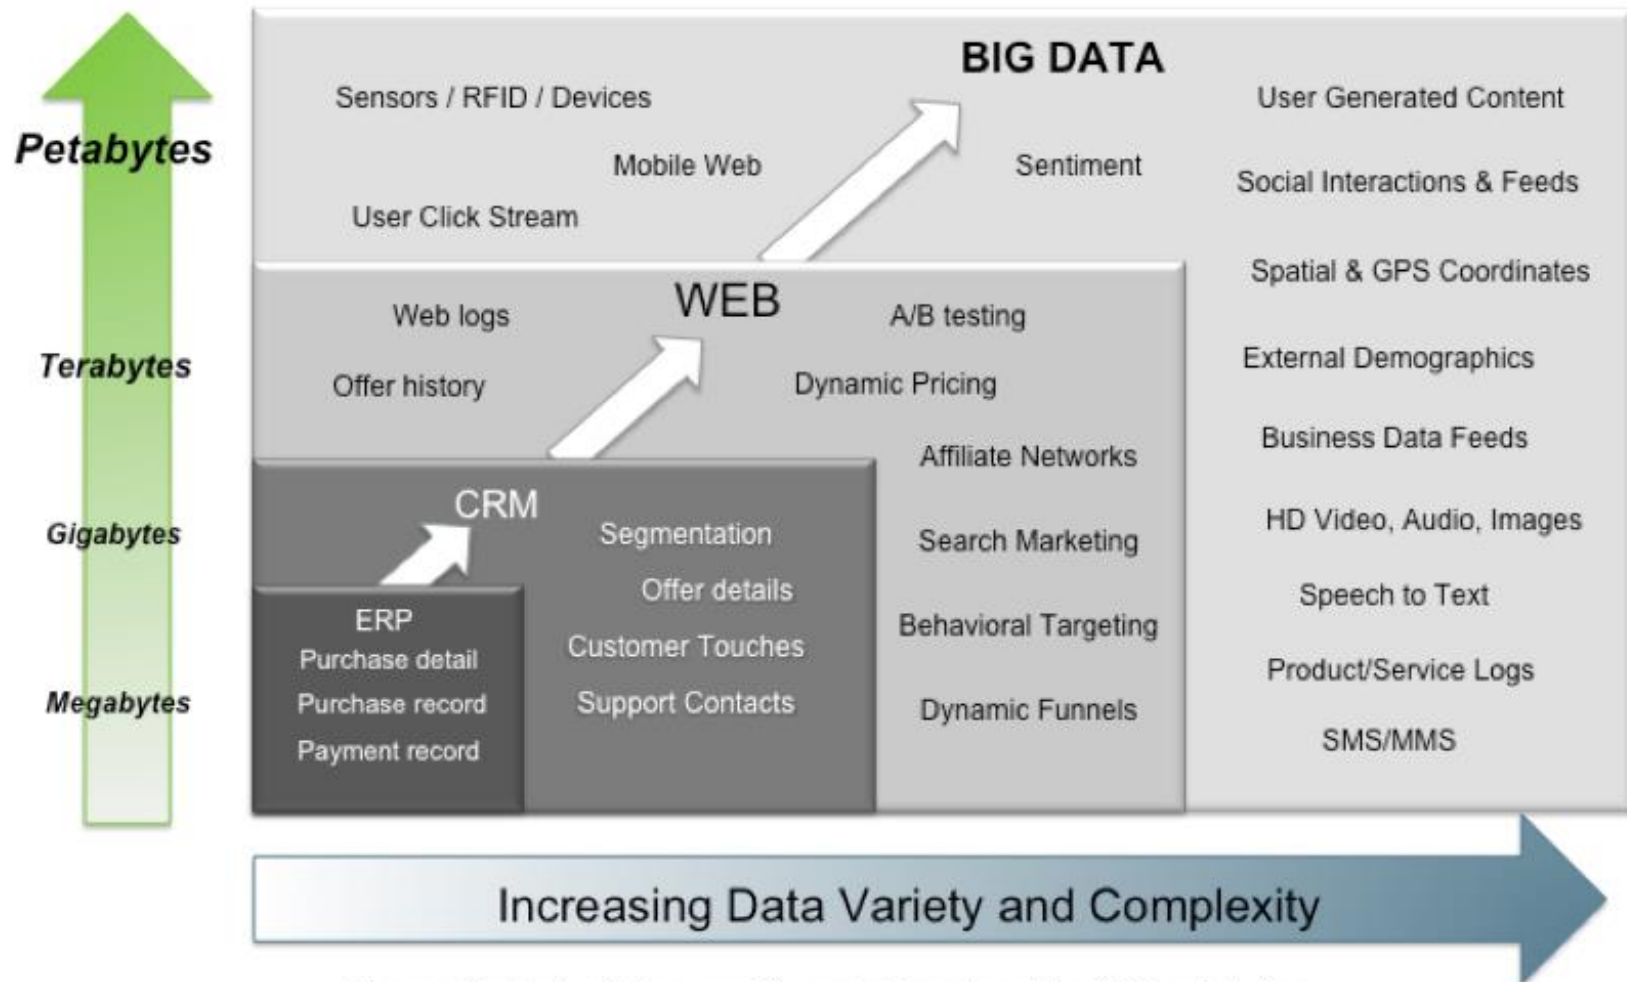 Petabytes
Terabytes
Gigabytes
Megabytes
BIG DATA
Sensors / RFID / Devices
Mobile Web
User Click Stream
Sentiment
User Generated Content
Social Interactions & Feeds
Spatial & GPS Coordinates
External Demographics
Business Data Feeds
HD Video, Audio, Images
Speech to Text
Product/Service Logs
SMS/MMS
WEB
Web logs
Offer history
A/B testing
Dynamic Pricing
Affiliate Networks
Search Marketing
Behavioral Targeting
Dynamic Funnels
CRM
Segmentation
Offer details
Customer Touches
Support Contacts
ERP
Purchase detail
Purchase record
Payment record
Increasing Data Variety and Complexity